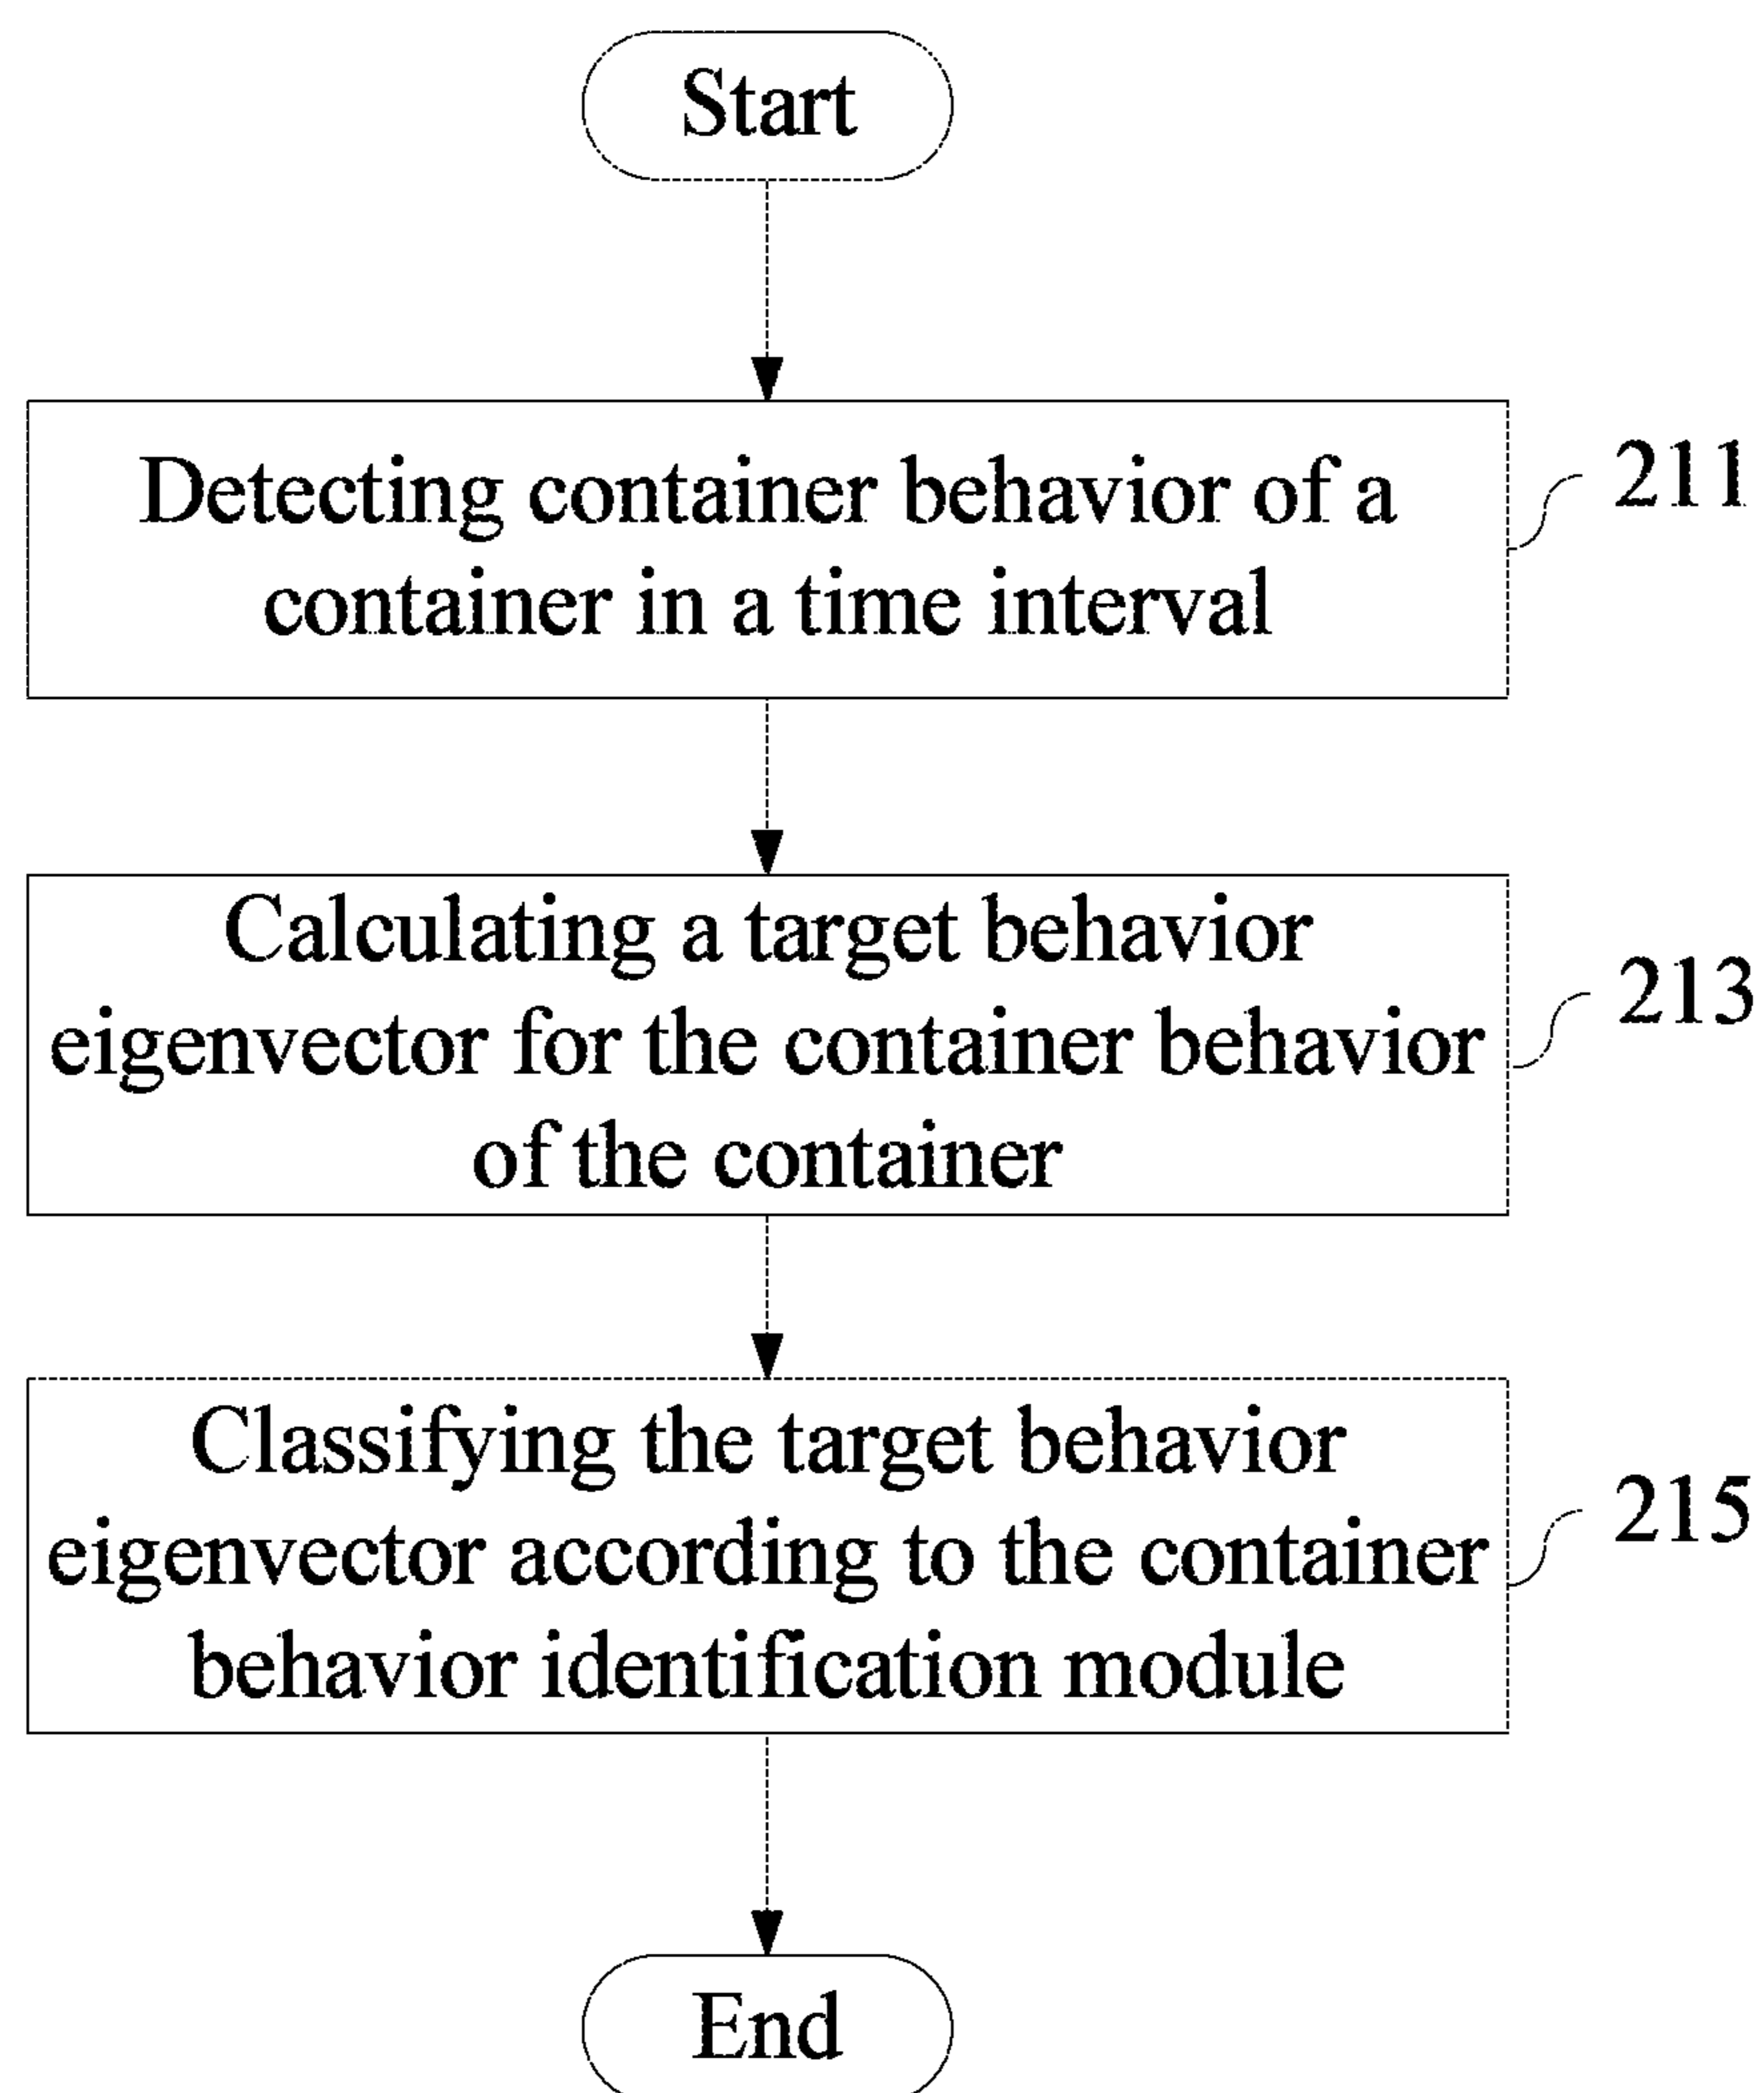 Start
Detecting container behavior of a
container in a time interval
211
Calculating a target behavior
eigenvector for the container behavior
of the container
213
Classifying the target behavior
eigenvector according to the container
behavior identification module
215
End